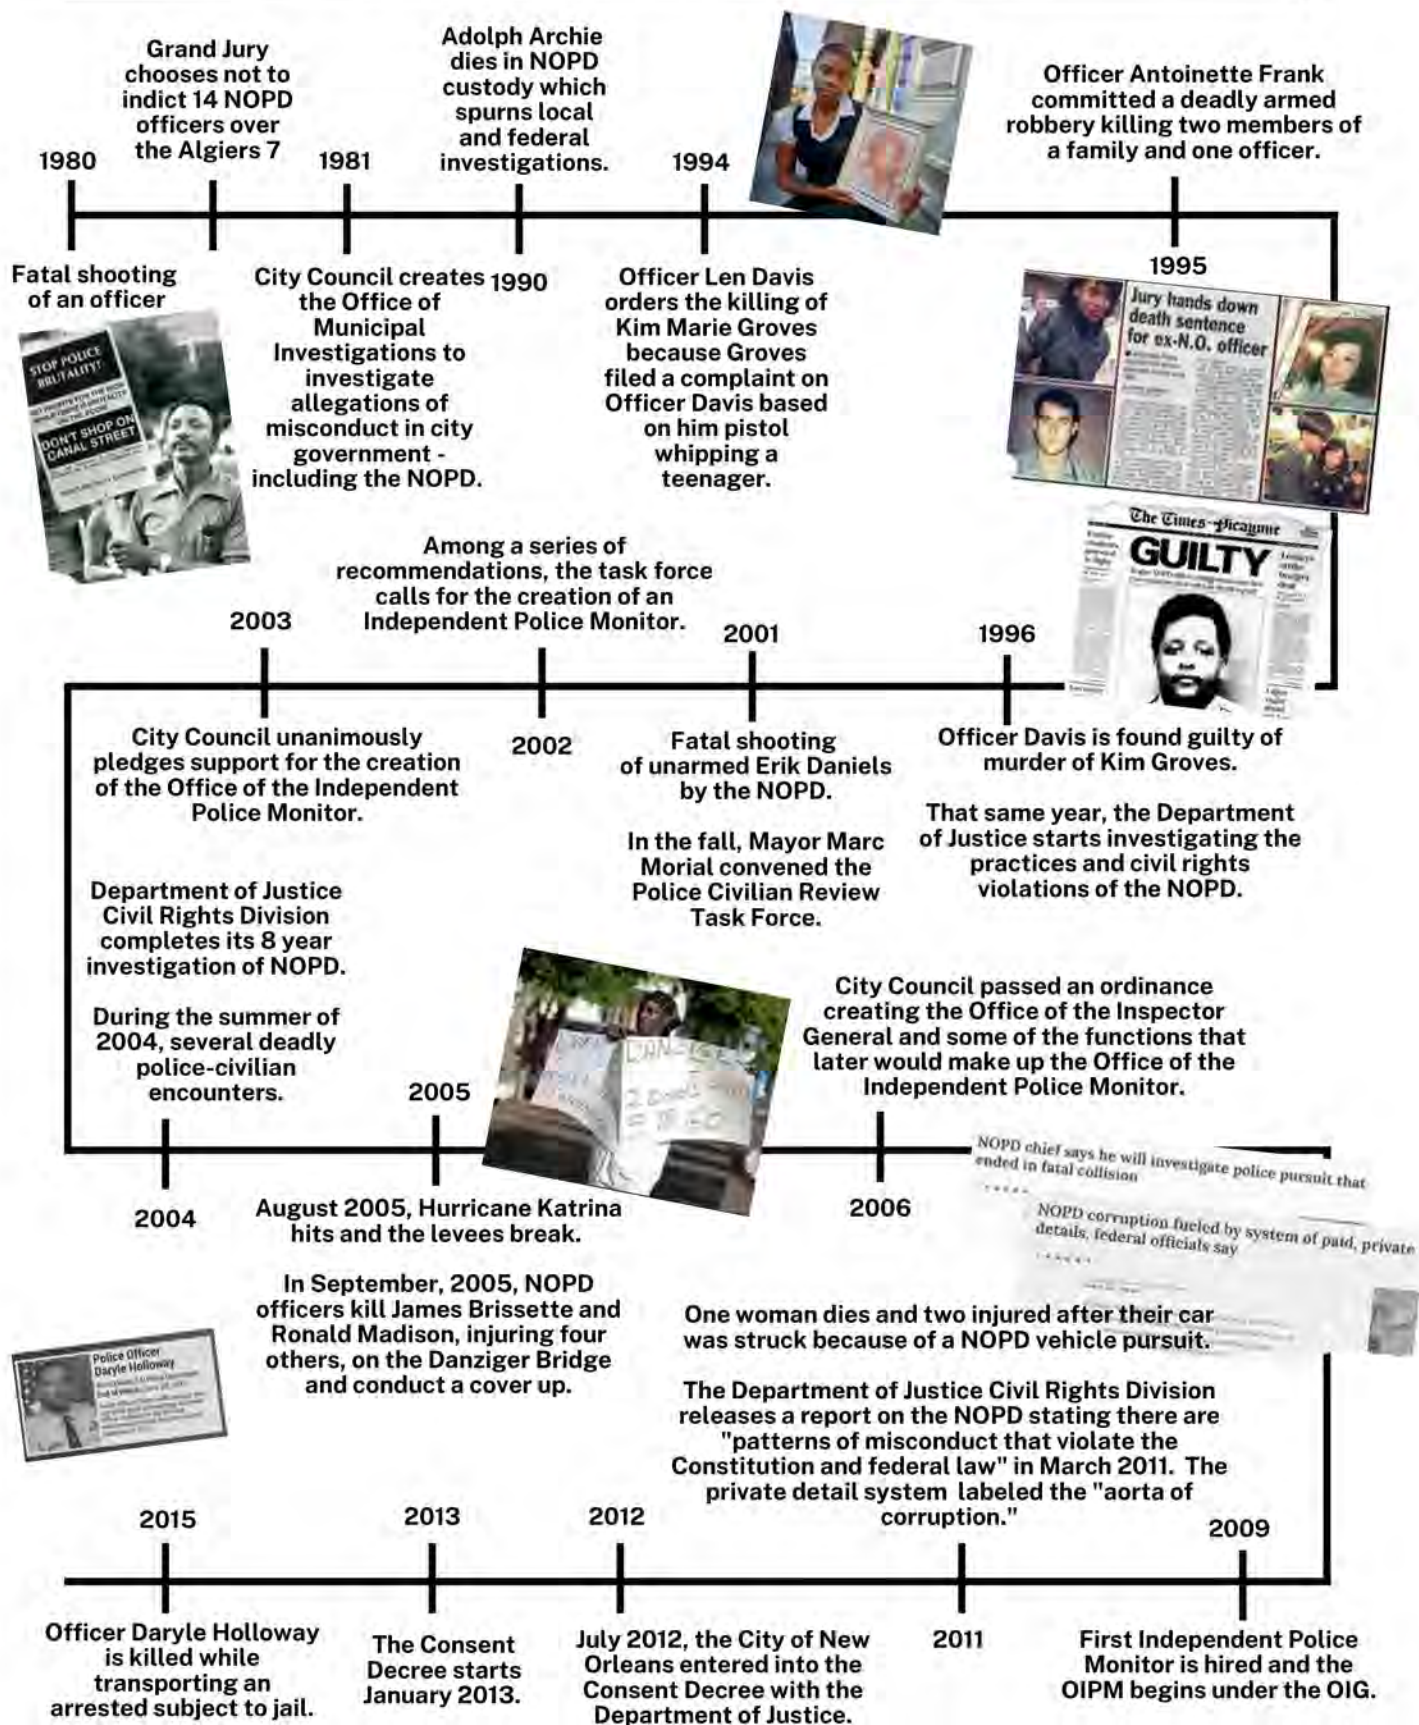 1980
Fatal shooting
of an officer
Grand Jury
chooses not to
indict 14 NOPD
officers over
the Algiers 7
1981
City Council creates
the Office of
Municipal
Investigations to
investigate
allegations of
misconduct in city
government -
including the NOPD.
Adolph Archie
dies in NOPD
custody which
spurns local
and federal
investigations.
1990
1994
Officer Len Davis
orders the killing of
Kim Marie Groves
because Groves
filed a complaint on
Officer Davis based
on him pistol
whipping a
teenager.
Officer Antoinette Frank
committed a deadly armed
robbery killing two members of
a family and one officer.
1995
STOP POLICE
BRUTALITY!
DON'T SHOP ON
CANAL STREET
Jury hands down
death sentence
for ex-N.O. officer
The Times-Picayune
GUILTY
1996
Officer Davis is found guilty of
murder of Kim Groves.
That same year, the Department
of Justice starts investigating the
practices and civil rights
violations of the NOPD.
2001
Fatal shooting
of unarmed Erik Daniels
by the NOPD.
In the fall, Mayor Marc
Morial convened the
Police Civilian Review
Task Force.
Among a series of
recommendations, the task force
calls for the creation of an
Independent Police Monitor.
2002
2003
City Council unanimously
pledges support for the creation
of the Office of the Independent
Police Monitor.
Department of Justice
Civil Rights Division
completes its 8 year
investigation of NOPD.
During the summer of
2004, several deadly
police-civilian
encounters.
2004
2005
August 2005, Hurricane Katrina
hits and the levees break.
In September, 2005, NOPD
officers kill James Brissette and
Ronald Madison, injuring four
others, on the Danziger Bridge
and conduct a cover up.
City Council passed an ordinance
creating the Office of the Inspector
General and some of the functions that
later would make up the Office of the
Independent Police Monitor.
2006
NOPD chief says he will investigate police pursuit that
ended in fatal collision
NOPD corruption fueled by system of paid, private
details, federal officials say
2009
First Independent Police
Monitor is hired and the
OIPM begins under the OIG.
One woman dies and two injured after their car
was struck because of a NOPD vehicle pursuit.
The Department of Justice Civil Rights Division
releases a report on the NOPD stating there are
"patterns of misconduct that violate the
Constitution and federal law" in March 2011. The
private detail system labeled the "aorta of
corruption."
2011
2012
July 2012, the City of New
Orleans entered into the
Consent Decree with the
Department of Justice.
2013
The Consent
Decree starts
January 2013.
Police Officer
Daryle Holloway
2015
Officer Daryle Holloway
is killed while
transporting an
arrested subject to jail.